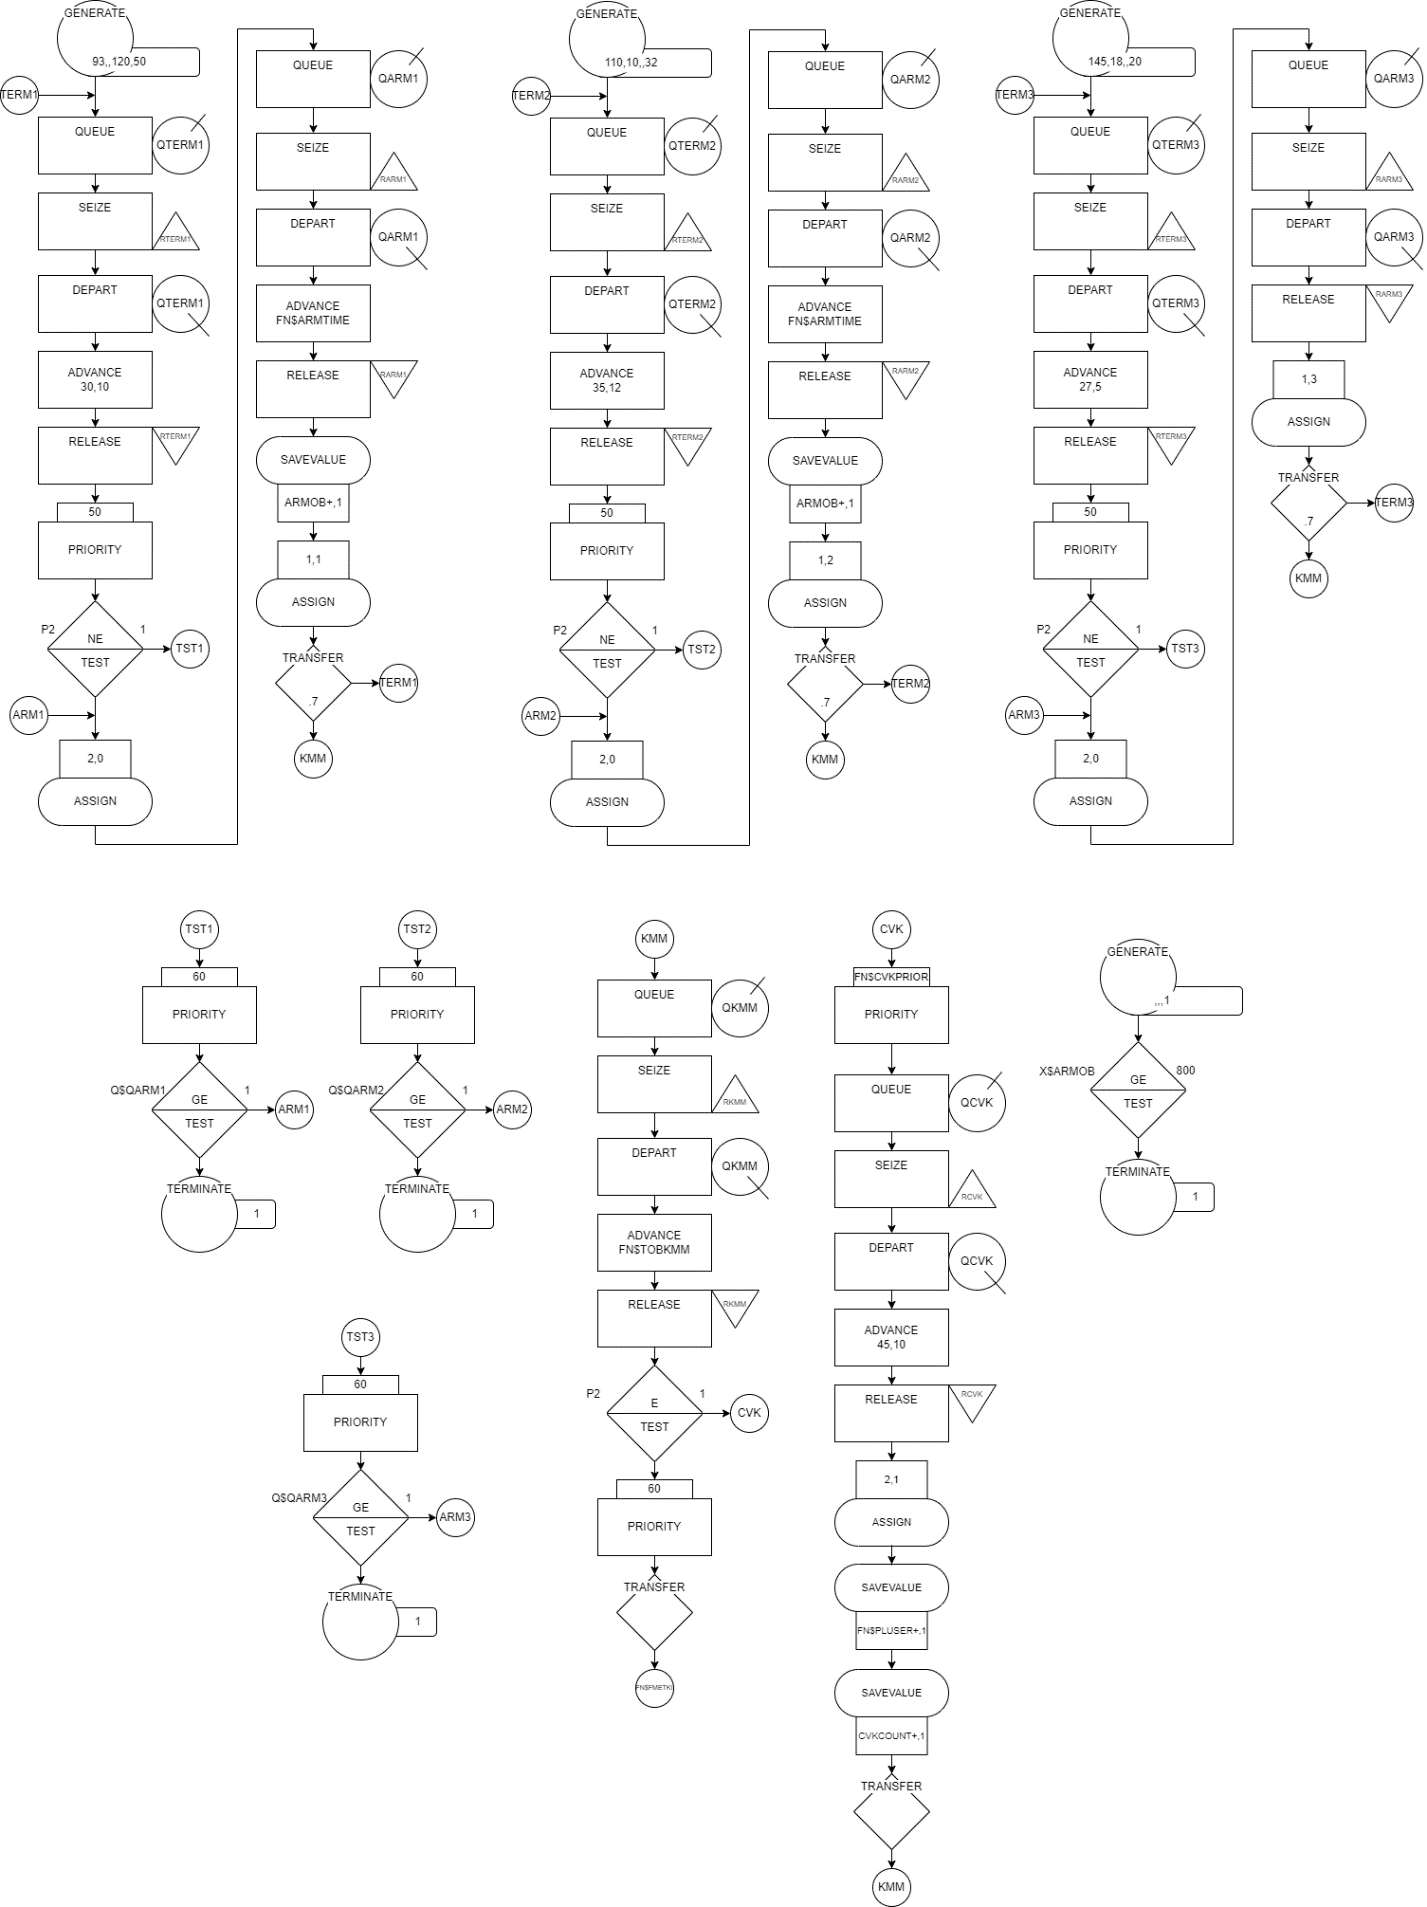 GENERATE
93,,120,50
TERM1
QUEUE
QTERM1
SEIZE
RTERM1
DEPART
QTERM1
ADVANCE
30,10
RELEASE
RTERM1
50
PRIORITY
P2
NE
1
TEST
TST1
ARM1
2,0
ASSIGN
QUEUE
QARM1
SEIZE
RARM1
DEPART
QARM1
ADVANCE
FN$ARMTIME
RELEASE
RARM1
SAVEVALUE
ARMOB+,1
1,1
ASSIGN
TRANSFER
.7
TERM1
KMM
GENERATE
110,10,,32
TERM2
QUEUE
QTERM2
SEIZE
RTERM2
DEPART
QTERM2
ADVANCE
35,12
RELEASE
RTERM2
50
PRIORITY
P2
NE
1
TEST
TST2
ARM2
2,0
ASSIGN
QUEUE
QARM2
SEIZE
RARM2
DEPART
QARM2
ADVANCE
FN$ARMTIME
RELEASE
RARM2
SAVEVALUE
ARMOB+,1
1,2
ASSIGN
TRANSFER
.7
TERM2
KMM
GENERATE
145,18,,20
TERM3
QUEUE
QTERM3
SEIZE
RTERM3
DEPART
QTERM3
ADVANCE
27,5
RELEASE
RTERM3
50
PRIORITY
P2
NE
1
TEST
TST3
ARM3
2,0
ASSIGN
QUEUE
QARM3
SEIZE
RARM3
DEPART
QARM3
RELEASE
RARM3
1,3
ASSIGN
TRANSFER
.7
TERM3
KMM
TST1
60
PRIORITY
Q$QARM1
GE
1
TEST
ARM1
TERMINATE
1
TST2
60
PRIORITY
Q$QARM2
GE
1
TEST
ARM2
TERMINATE
1
TST3
60
PRIORITY
Q$QARM3
GE
1
TEST
ARM3
TERMINATE
1
KMM
QUEUE
QKMM
SEIZE
RKMM
DEPART
QKMM
ADVANCE
FN$TOBKMM
RELEASE
RKMM
P2
E
1
TEST
CVK
60
PRIORITY
TRANSFER
FN$FMETKI
CVK
FN$CVKPRIOR
PRIORITY
QUEUE
QCVK
SEIZE
RCVK
DEPART
QCVK
ADVANCE
45,10
RELEASE
RCVK
2,1
ASSIGN
SAVEVALUE
FN$PLUSER+,1
SAVEVALUE
CVKCOUNT+,1
TRANSFER
KMM
GENERATE
,,,1
X$ARMOB
GE
800
TEST
TERMINATE
1